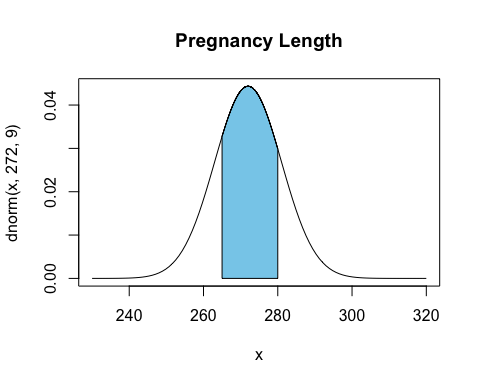 Pregnancy Length
dnorm(x, 272, 9)
0.04
0.02
0.00
240 260 280 300 320
x